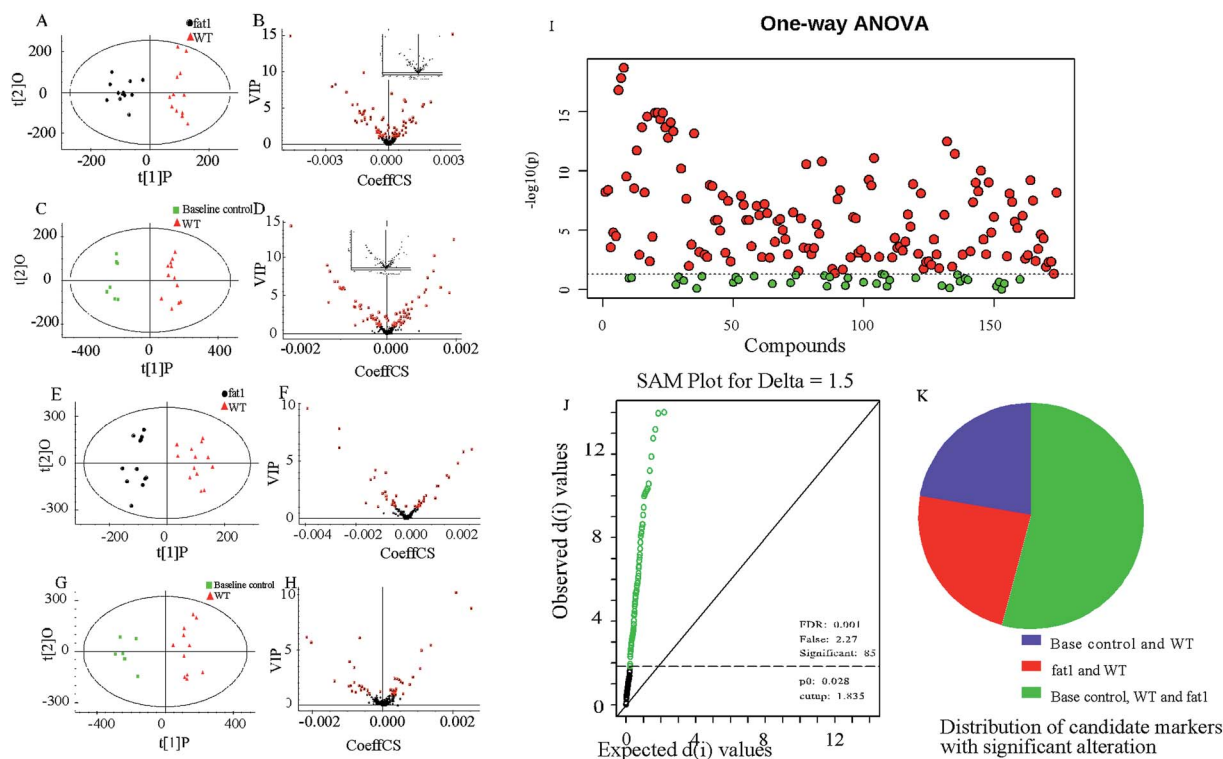 A
fat1
WT
200
0
-200
t[2]O
-200 0 200
t[1]P
B
15
10
5
0
VIP
-0.003 0.000 0.003
CoeffCS
C
Baseline control
WT
200
0
-200
t[2]O
-400 0 400
t[1]P
D
15
10
5
0
VIP
-0.002 0.000 0.002
CoeffCS
E
fat1
WT
300
0
-300
t[2]O
-200 0 200
t[1]P
F
10
5
0
VIP
-0.004 -0.002 0.000 0.002
CoeffCS
G
Baseline control
WT
300
0
-300
t[2]O
-400 0 400
t[1]P
H
10
5
0
VIP
-0.002 0.000 0.002
CoeffCS
I
One-way ANOVA
15
10
5
0
-log10(p)
0 50 100 150
Compounds
SAM Plot for Delta = 1.5
J
12
8
4
0
Observed d(i) values
FDR: 0.001
False: 2.27
Significant: 85
p0: 0.028
cutup: 1.835
0 4 8 12
Expected d(i) values
K
Base control and WT
fat1 and WT
Base control, WT and fat1
Distribution of candidate markers
with significant alteration